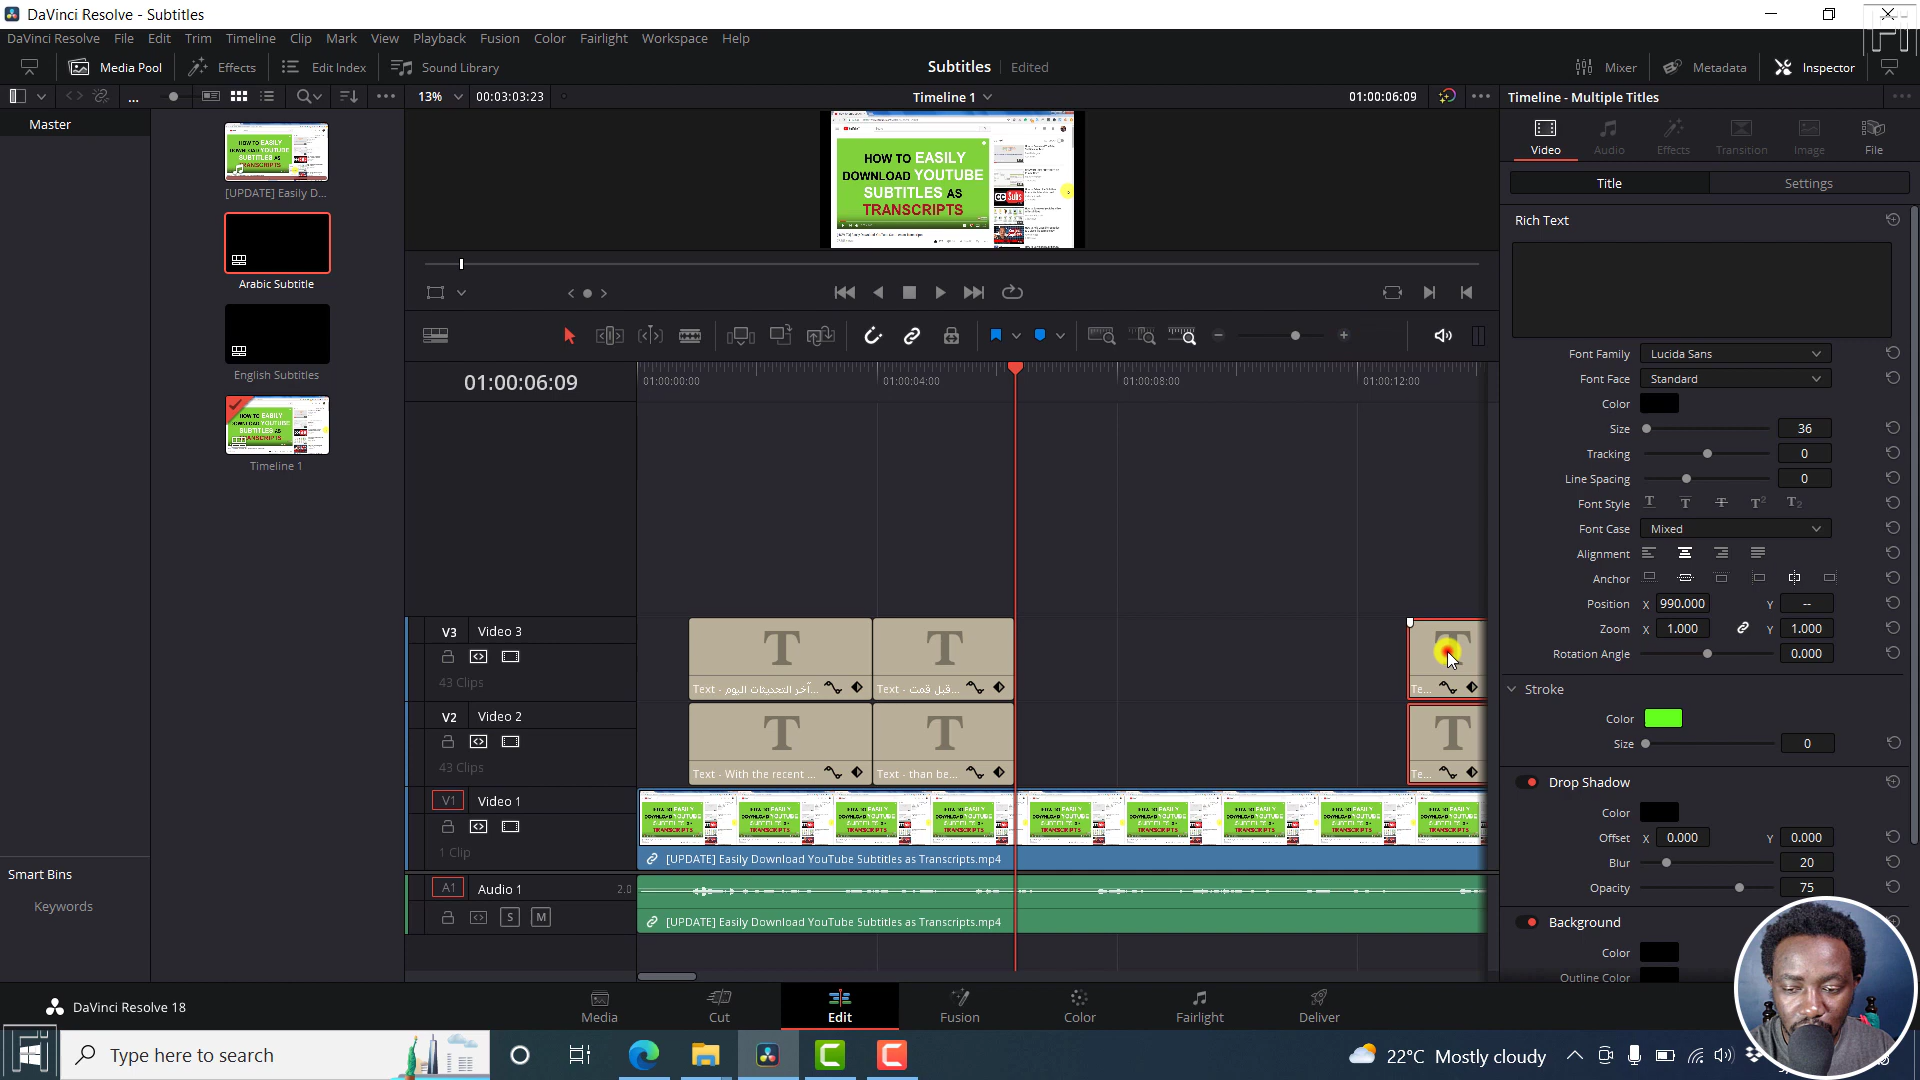 DaVinci Resolve - Subtitles
DaVinci Resolve File Edit Trim Timeline Clip Mark View Playback Fusion Color Fairlight Workspace Help
Media Pool Effects Edit Index Sound Library Subtitles Edited Mixer Metadata Inspector
13% 00:03:03:23 Timeline 1 01:00:06:09 Timeline - Multiple Titles
Master
[UPDATE] Easily D...
Arabic Subtitle
English Subtitles
Timeline 1
Smart Bins
Keywords
HOW TO EASILY
DOWNLOAD YOUTUBE
SUBTITLES AS
TRANSCRIPTS
01:00:06:09
01:00:00:00 01:00:04:00 01:00:08:00 01:00:12:00
V3 Video 3
43 Clips
Text - آخر التحديثات اليوم...
Text - قبل قمت...
Te...
V2 Video 2
43 Clips
Text - With the recent ...
Text - than be...
Te...
V1 Video 1
1 Clip
[UPDATE] Easily Download YouTube Subtitles as Transcripts.mp4
A1 Audio 1 2.0
S M
[UPDATE] Easily Download YouTube Subtitles as Transcripts.mp4
Video Audio Effects Transition Image File
Title Settings
Rich Text
Font Family Lucida Sans
Font Face Standard
Color
Size 36
Tracking 0
Line Spacing 0
Font Style
Font Case Mixed
Alignment
Anchor
Position X 990.000 Y --
Zoom X 1.000 Y 1.000
Rotation Angle 0.000
Stroke
Color
Size 0
Drop Shadow
Color
Offset X 0.000 Y 0.000
Blur 20
Opacity 75
Background
Color
Outline Color
DaVinci Resolve 18
Media Cut Edit Fusion Color Fairlight Deliver
Type here to search
22°C Mostly cloudy